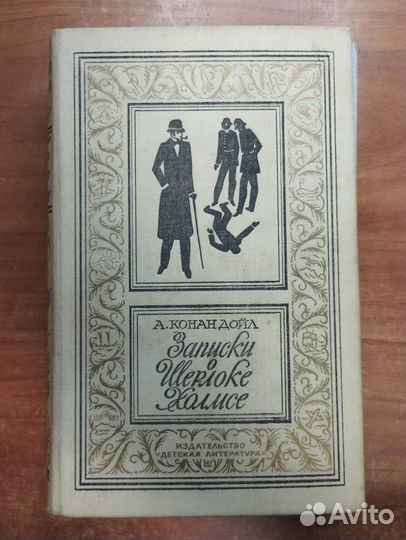 А. КОНАН ДОЙЛ
Записки
о
Шерлоке
Холмсе
ИЗДАТЕЛЬСТВО
"ДЕТСКАЯ ЛИТЕРАТУРА"
Avito